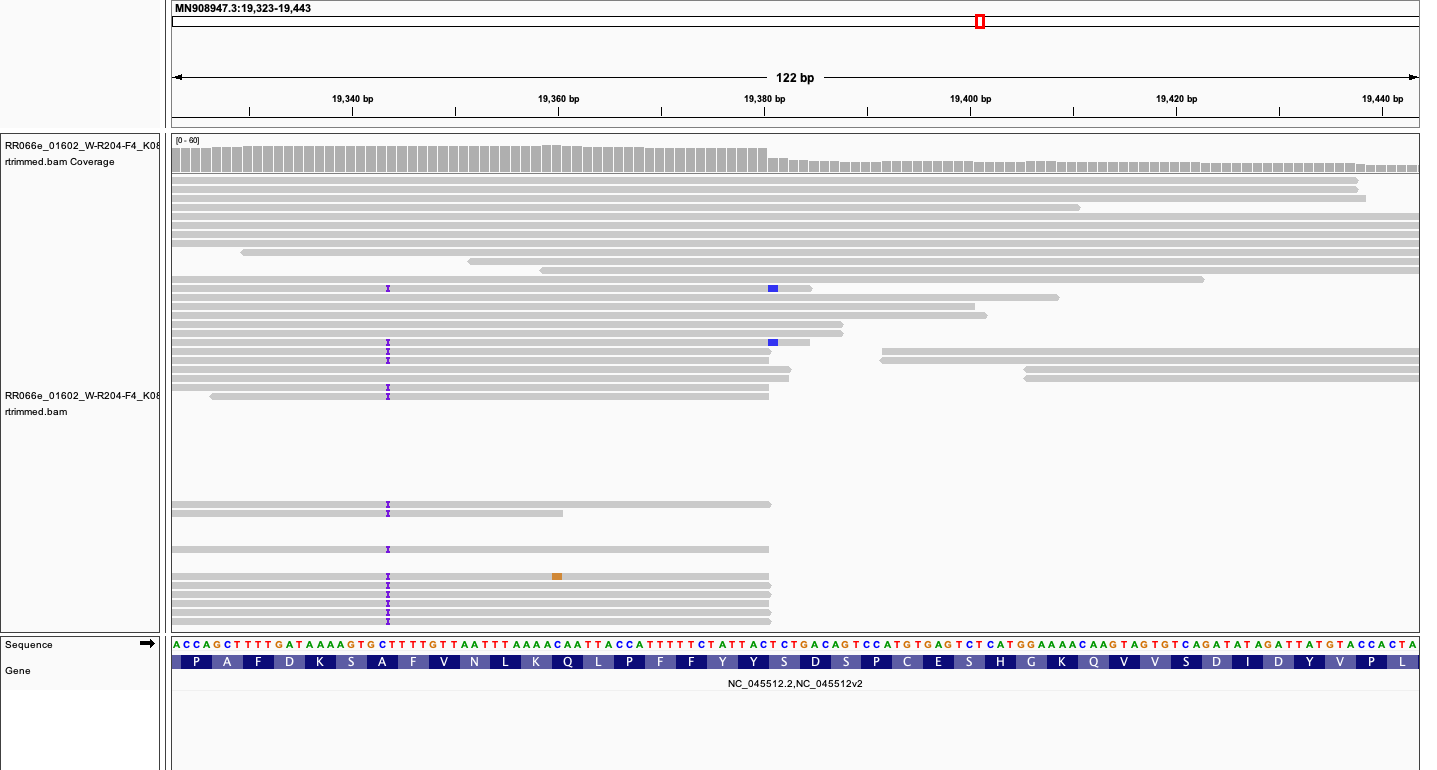 MN908947.3:19,323-19,443
122 bp
19,340 bp 19,360 bp 19,380 bp 19,400 bp 19,420 bp 19,440 bp
RR066e_01602_W-R204-F4_K08
rtrimmed.bam Coverage
[0 - 60]
RR066e_01602_W-R204-F4_K08
rtrimmed.bam
Sequence
A C C A G C T T T T G A T A A A A G T G C T T T T G T T A A T T T A A A A C A A T T A C C A T T T T T C T A T T A C T C T G A C A G T C C A T G T G A G T C T C A T G G A A A A C A A G T A G T G T C A G A T A T A G A T T A T G T A C C A C T A
Gene
P A F D K S A F V N L K Q L P F F Y Y S D S P C E S H G K Q V V S D I D Y V P L
NC_045512.2,NC_045512v2